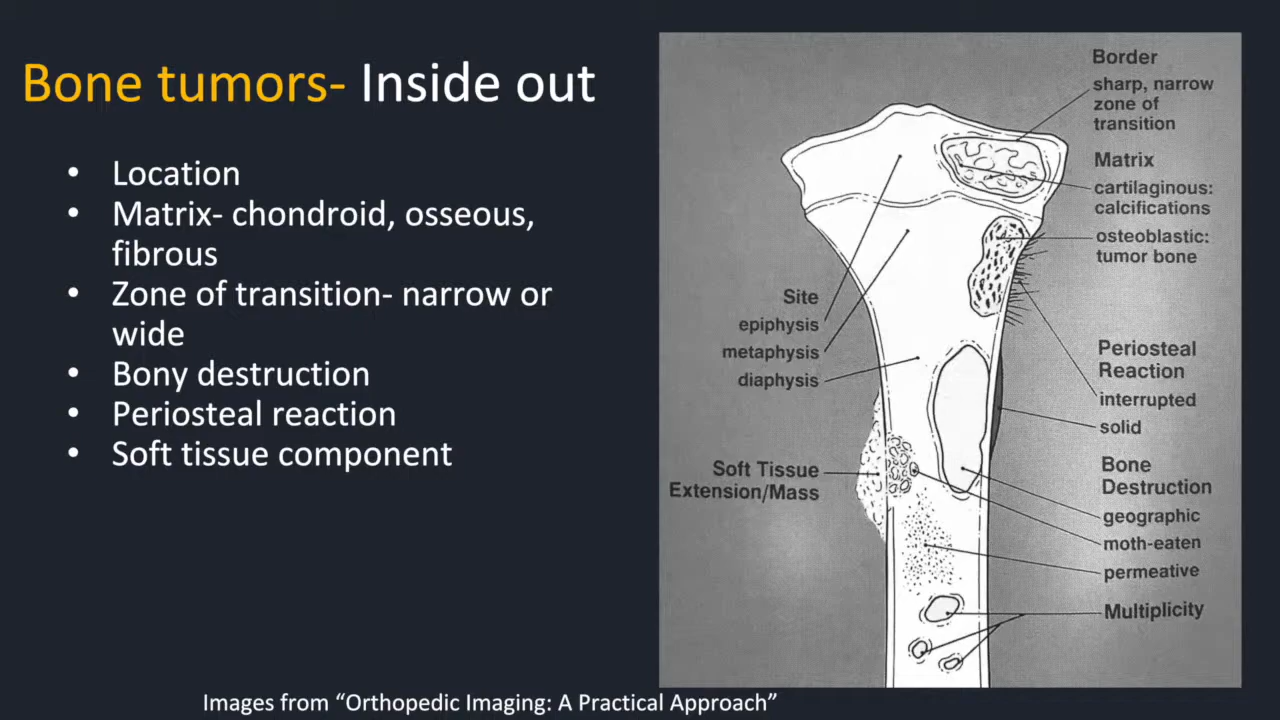 Bone tumors- Inside out
• Location
• Matrix- chondroid, osseous,
fibrous
• Zone of transition- narrow or
wide
• Bony destruction
• Periosteal reaction
• Soft tissue component
Border
sharp, narrow
zone of
transition
Matrix
cartilaginous:
calcifications
osteoblastic:
tumor bone
Site
epiphysis
metaphysis
diaphysis
Periosteal
Reaction
interrupted
solid
Soft Tissue
Extension/Mass
Bone
Destruction
geographic
moth-eaten
permeative
Multiplicity
Images from “Orthopedic Imaging: A Practical Approach”